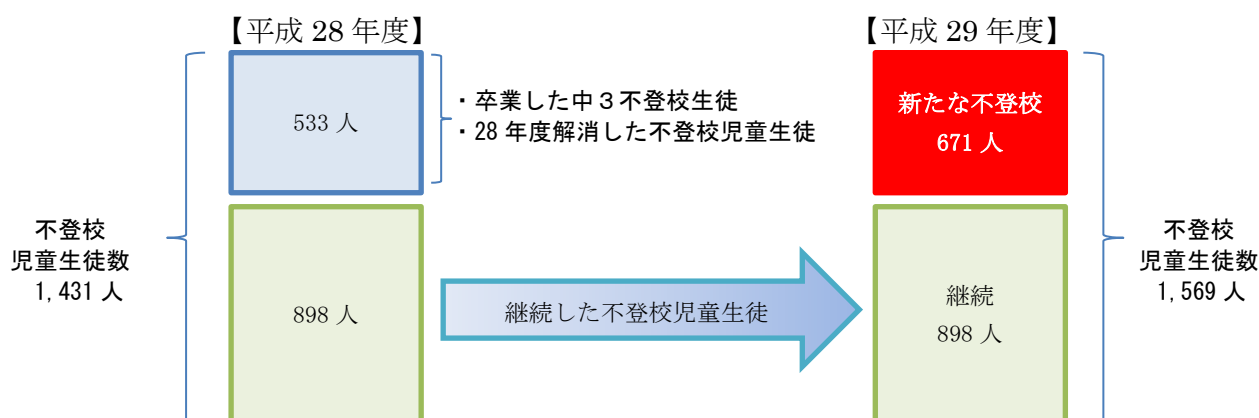 【平成 28 年度】
【平成 29 年度】
533 人
・卒業した中３不登校生徒
・28 年度解消した不登校児童生徒
新たな不登校
671 人
不登校
児童生徒数
1,431 人
898 人
継続した不登校児童生徒
継続
898 人
不登校
児童生徒数
1,569 人